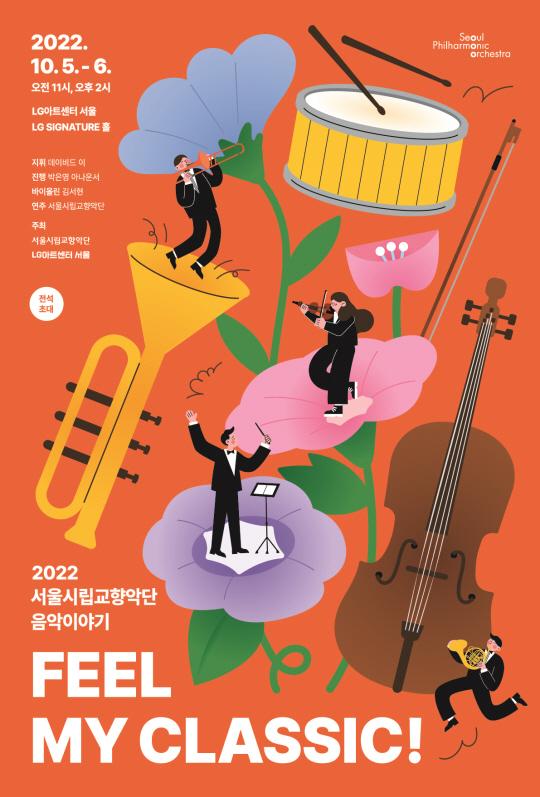 2022.
10. 5. - 6.
오전 11시, 오후 2시
LG아트센터 서울
LG SIGNATURE 홀
지휘 데이비드 이
진행 박은영 아나운서
바이올린 김서현
연주 서울시립교향악단
주최
서울시립교향악단
LG아트센터 서울
전석
초대
Seoul
Philharmonic
orchestra
2022
서울시립교향악단
음악이야기
FEEL
MY CLASSIC!